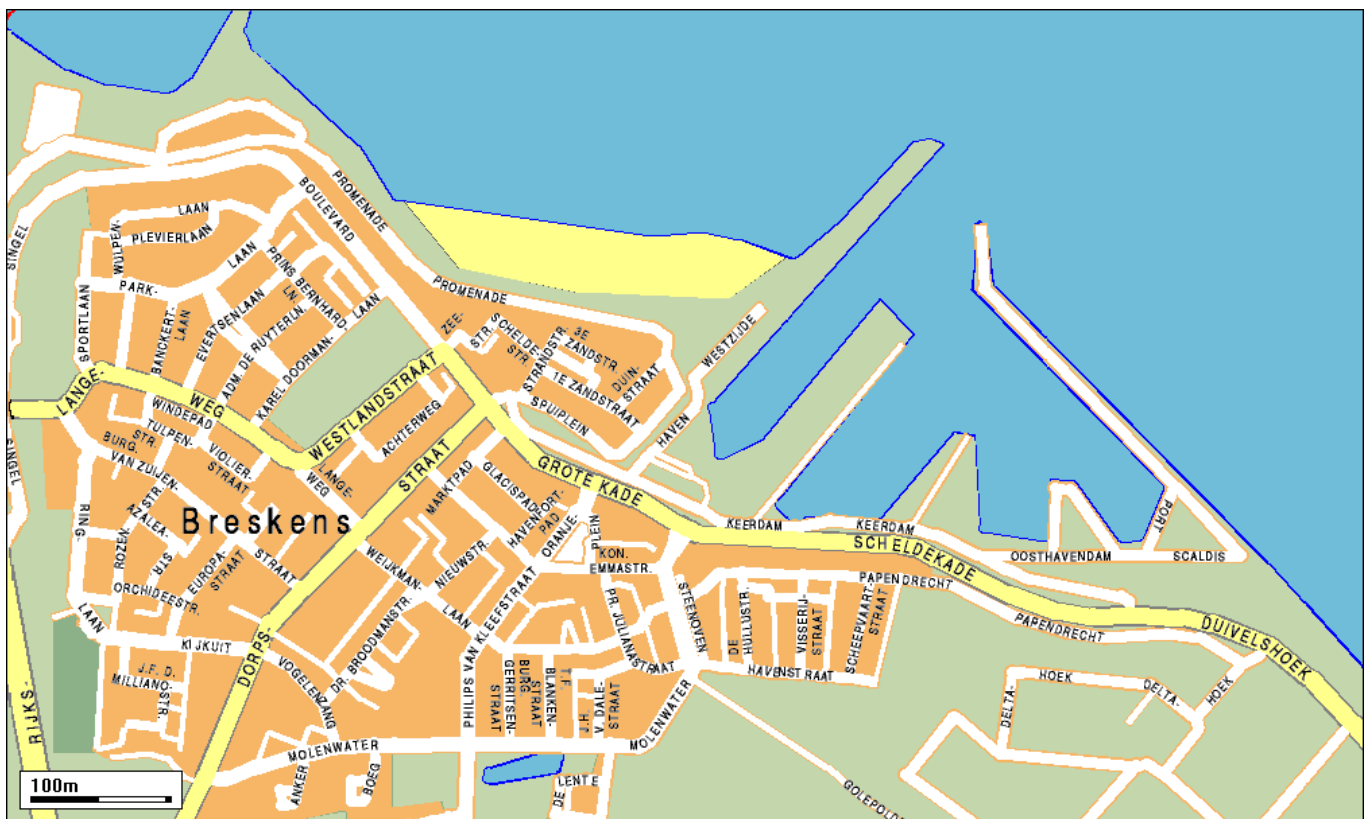 SINGEL
LAAN
WULPEN-
PLEVIERLAAN
BOULEVARD
PROMENADE
LAAN
PRINS BERNHARD-
LN.
PARK-
PROMENADE
SPORTLAAN
BANCKERT-
LAAN
EVERTSENLAAN
ADM. DE RUYTERLN.
KAREL DOORMAN-
LAAN
ZEE-
STR.
SCHELDE
STR.
STRANDSTR.
3E
ZANDSTR.
1E ZANDSTRAAT
DUIN-
STRAAT
WESTZIJDE
HAVEN
SPUIPLEIN
LANGE-
WEG
WESTLANDSTRAAT
ACHTERWEG
WINDEPAD
TULPEN-
STR.
VIOLIER-
STRAAT
LANGE-
WEG
BURG.
VAN ZUIJEN-
STRAAT
SINGEL
RING-
LAAN
ROZEN
STR.
AZALEA-
STR.
EUROPA-
STRAAT
ORCHIDEESTR.
Breskens
DORPS-
STRAAT
MARKTPAD
GLACISPAD
HAVENFORT-
PAD
ORANJE-
PLEIN
GROTE KADE
WEIJKMAN-
LAAN
NIEUWSTR.
KON.
EMMASTR.
PR. JULIANASTRAAT
STEENOVEN
KEERDAM
KEERDAM
SCHELDEKADE
OOSTHAVENDAM
PORT
SCALDIS
PAPENDRECHT
PAPENDRECHT
DUIVELSHOEK
DE
HULLUSTR.
VISSERIJ-
STRAAT
SCHEEPVAART-
STRAAT
HAVENSTRAAT
KIJKUIT
J.F. D.
MILLIANO-
STR.
VOGELENZANG
DR. BROODMANSTR.
PHILIPS VAN KLEEFSTRAAT
BURG.
GERRITSEN-
STRAAT
T.F.
BLANKEN-
STRAAT
J.H.
V. DALE-
STRAAT
MOLENWATER
MOLENWATER
ANKER
BOEG
DE
LENTE
DELTA-
HOEK
DELTA-
HOEK
GOLEPOLD
RIJKS-
100m